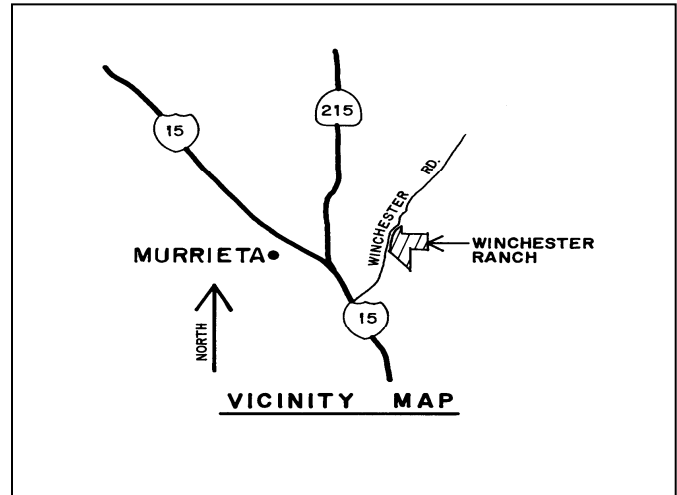 215
15
WINCHESTER RD.
MURRIETA
WINCHESTER
RANCH
15
NORTH
VICINITY MAP